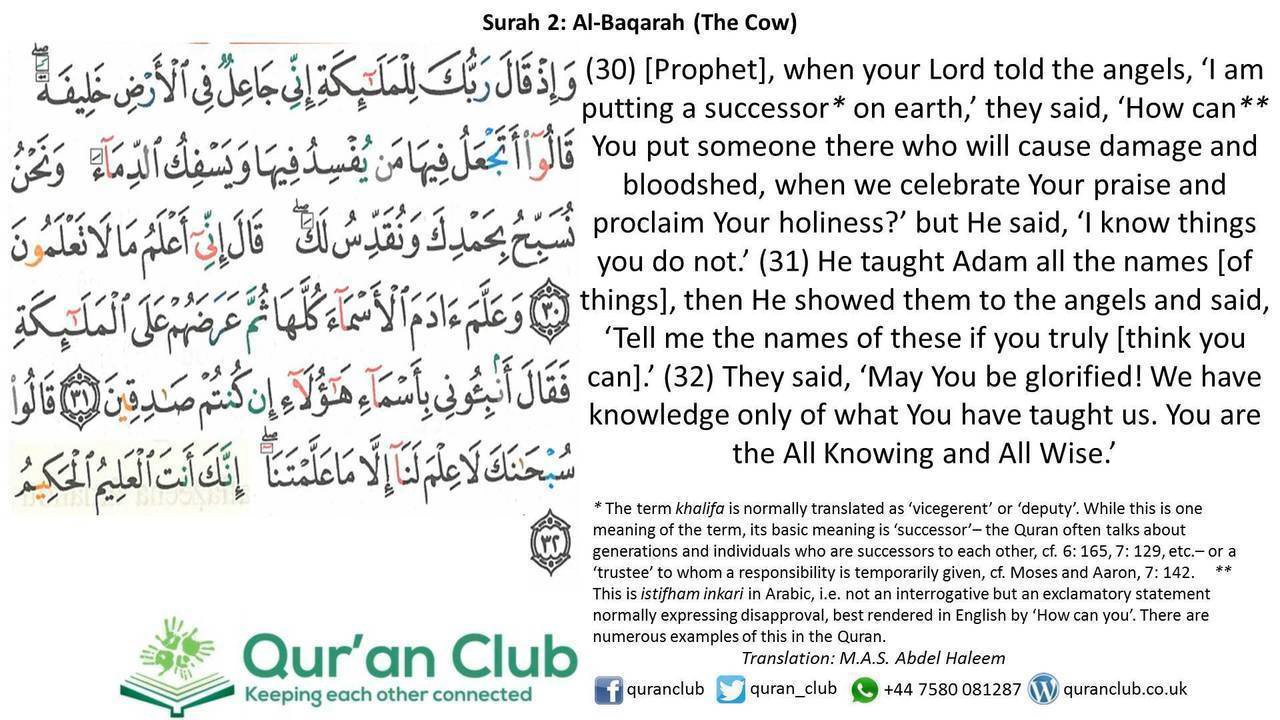 Surah 2: Al-Baqarah (The Cow)
وَإِذْ قَالَ رَبُّكَ لِلْمَلَٰٓئِكَةِ إِنِّي جَاعِلٌ فِي ٱلْأَرْضِ خَلِيفَةً ۖ
قَالُوٓا۟ أَتَجْعَلُ فِيهَا مَن يُفْسِدُ فِيهَا وَيَسْفِكُ ٱلدِّمَآءَ وَنَحْنُ
نُسَبِّحُ بِحَمْدِكَ وَنُقَدِّسُ لَكَ ۖ قَالَ إِنِّيٓ أَعْلَمُ مَا لَا تَعْلَمُونَ
﴿٣٠﴾ وَعَلَّمَ ءَادَمَ ٱلْأَسْمَآءَ كُلَّهَا ثُمَّ عَرَضَهُمْ عَلَى ٱلْمَلَٰٓئِكَةِ
فَقَالَ أَنۢبِـُٔونِي بِأَسْمَآءِ هَٰٓؤُلَآءِ إِن كُنتُمْ صَٰدِقِينَ ﴿٣١﴾ قَالُوا۟
سُبْحَٰنَكَ لَا عِلْمَ لَنَآ إِلَّا مَا عَلَّمْتَنَآ ۖ إِنَّكَ أَنتَ ٱلْعَلِيمُ ٱلْحَكِيمُ
﴿٣٢﴾
(30) [Prophet], when your Lord told the angels, ‘I am
putting a successor* on earth,’ they said, ‘How can**
You put someone there who will cause damage and
bloodshed, when we celebrate Your praise and
proclaim Your holiness?’ but He said, ‘I know things
you do not.’ (31) He taught Adam all the names [of
things], then He showed them to the angels and said,
‘Tell me the names of these if you truly [think you
can].’ (32) They said, ‘May You be glorified! We have
knowledge only of what You have taught us. You are
the All Knowing and All Wise.’
* The term khalifa is normally translated as ‘vicegerent’ or ‘deputy’. While this is one
meaning of the term, its basic meaning is ‘successor’– the Quran often talks about
generations and individuals who are successors to each other, cf. 6: 165, 7: 129, etc.– or a
‘trustee’ to whom a responsibility is temporarily given, cf. Moses and Aaron, 7: 142. **
This is istifham inkari in Arabic, i.e. not an interrogative but an exclamatory statement
normally expressing disapproval, best rendered in English by ‘How can you’. There are
numerous examples of this in the Quran.
Translation: M.A.S. Abdel Haleem
Qur’an Club
Keeping each other connected
quranclub quran_club +44 7580 081287 quranclub.co.uk